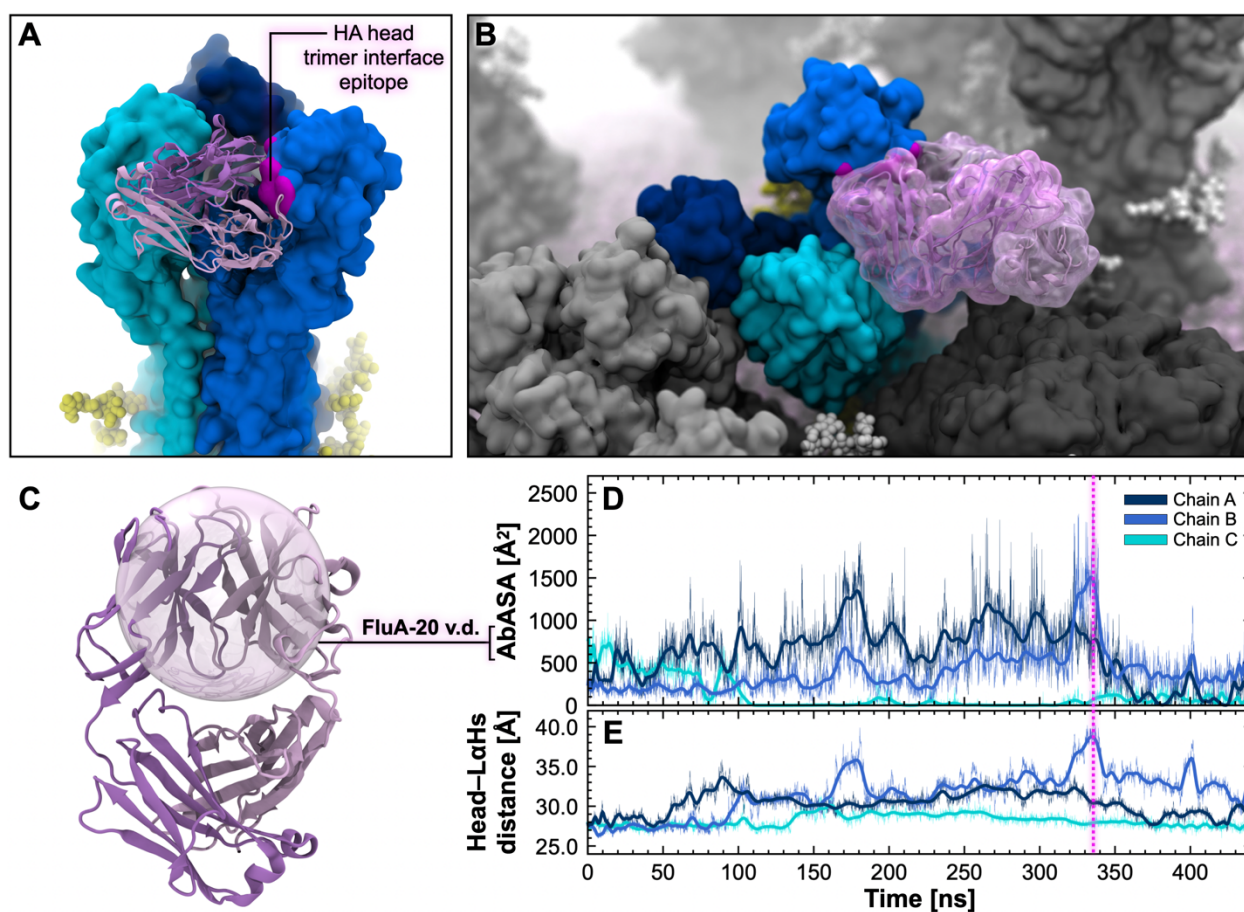 A
HA head
trimer interface
epitope
B
C
FluA-20 v.d.
D
AbASA [Å²]
2500
2000
1500
1000
500
0
Chain A
Chain B
Chain C
E
Head–LαHs
distance [Å]
40.0
35.0
30.0
25.0
0 50 100 150 200 250 300 350 400
Time [ns]